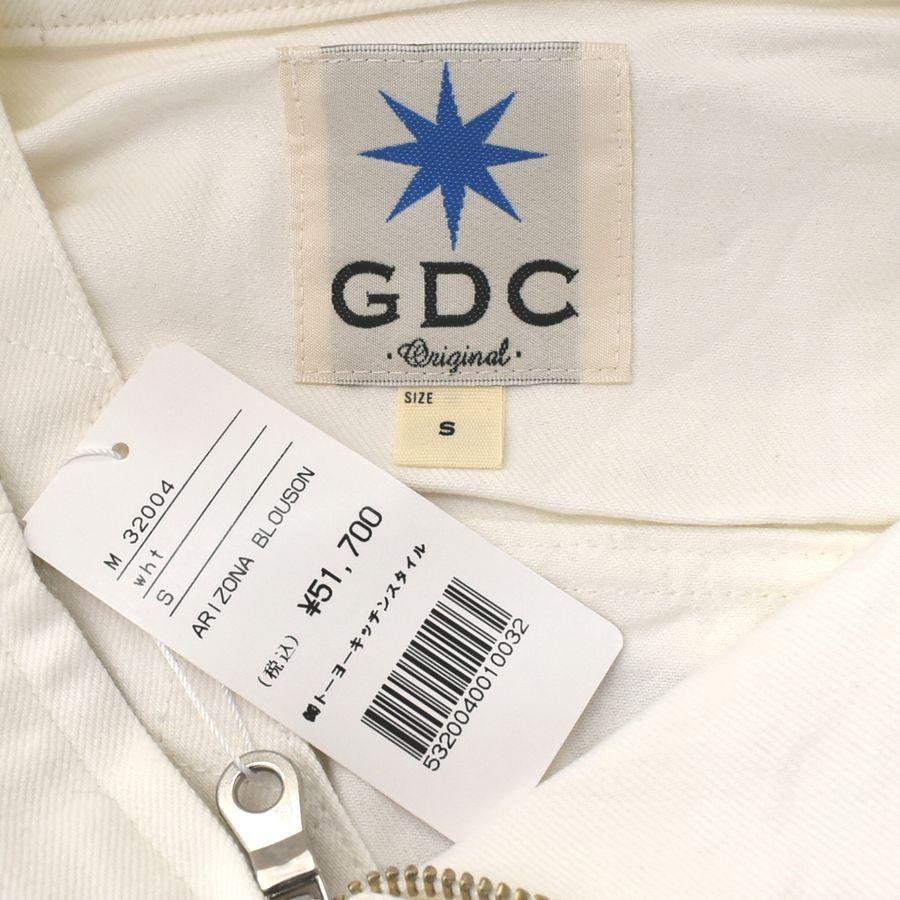 GDC
· Original ·
SIZE
S
M 32004
wht
S
ARIZONA BLOUSON
(税込) ¥51,700
㈱トーヨーキッチンスタイル
5320040010032